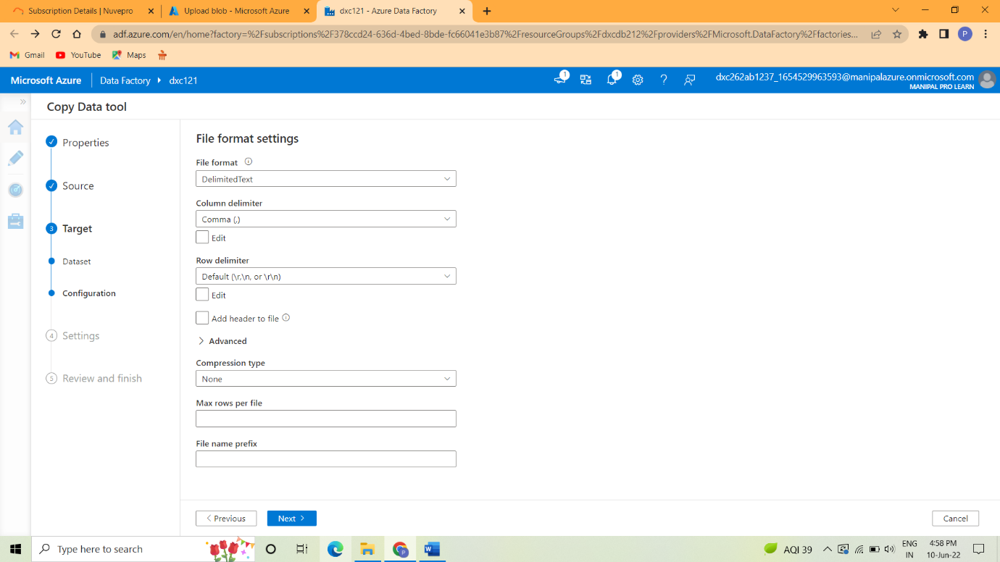 Subscription Details | Nuvepro
Upload blob - Microsoft Azure
dxc121 - Azure Data Factory
adf.azure.com/en/home?factory=%2Fsubscriptions%2F378ccd24-636d-4bed-8bde-fc66041e3b87%2FresourceGroups%2Fdxcdb212%2Fproviders%2FMicrosoft.DataFactory%2Ffactories...
P
Gmail
YouTube
Maps
Microsoft Azure
Data Factory
dxc121
1
1
dxc262ab1237_1654529963593@manipalazure.onmicrosoft.com
MANIPAL PRO LEARN
Copy Data tool
Properties
Source
3 Target
Dataset
Configuration
4 Settings
5 Review and finish
File format settings
File format
DelimitedText
Column delimiter
Comma (,)
Edit
Row delimiter
Default (\r,\n, or \r\n)
Edit
Add header to file
Advanced
Compression type
None
Max rows per file
File name prefix
< Previous
Next >
Cancel
Type here to search
P
W
AQI 39
ENG
IN
4:58 PM
10-Jun-22